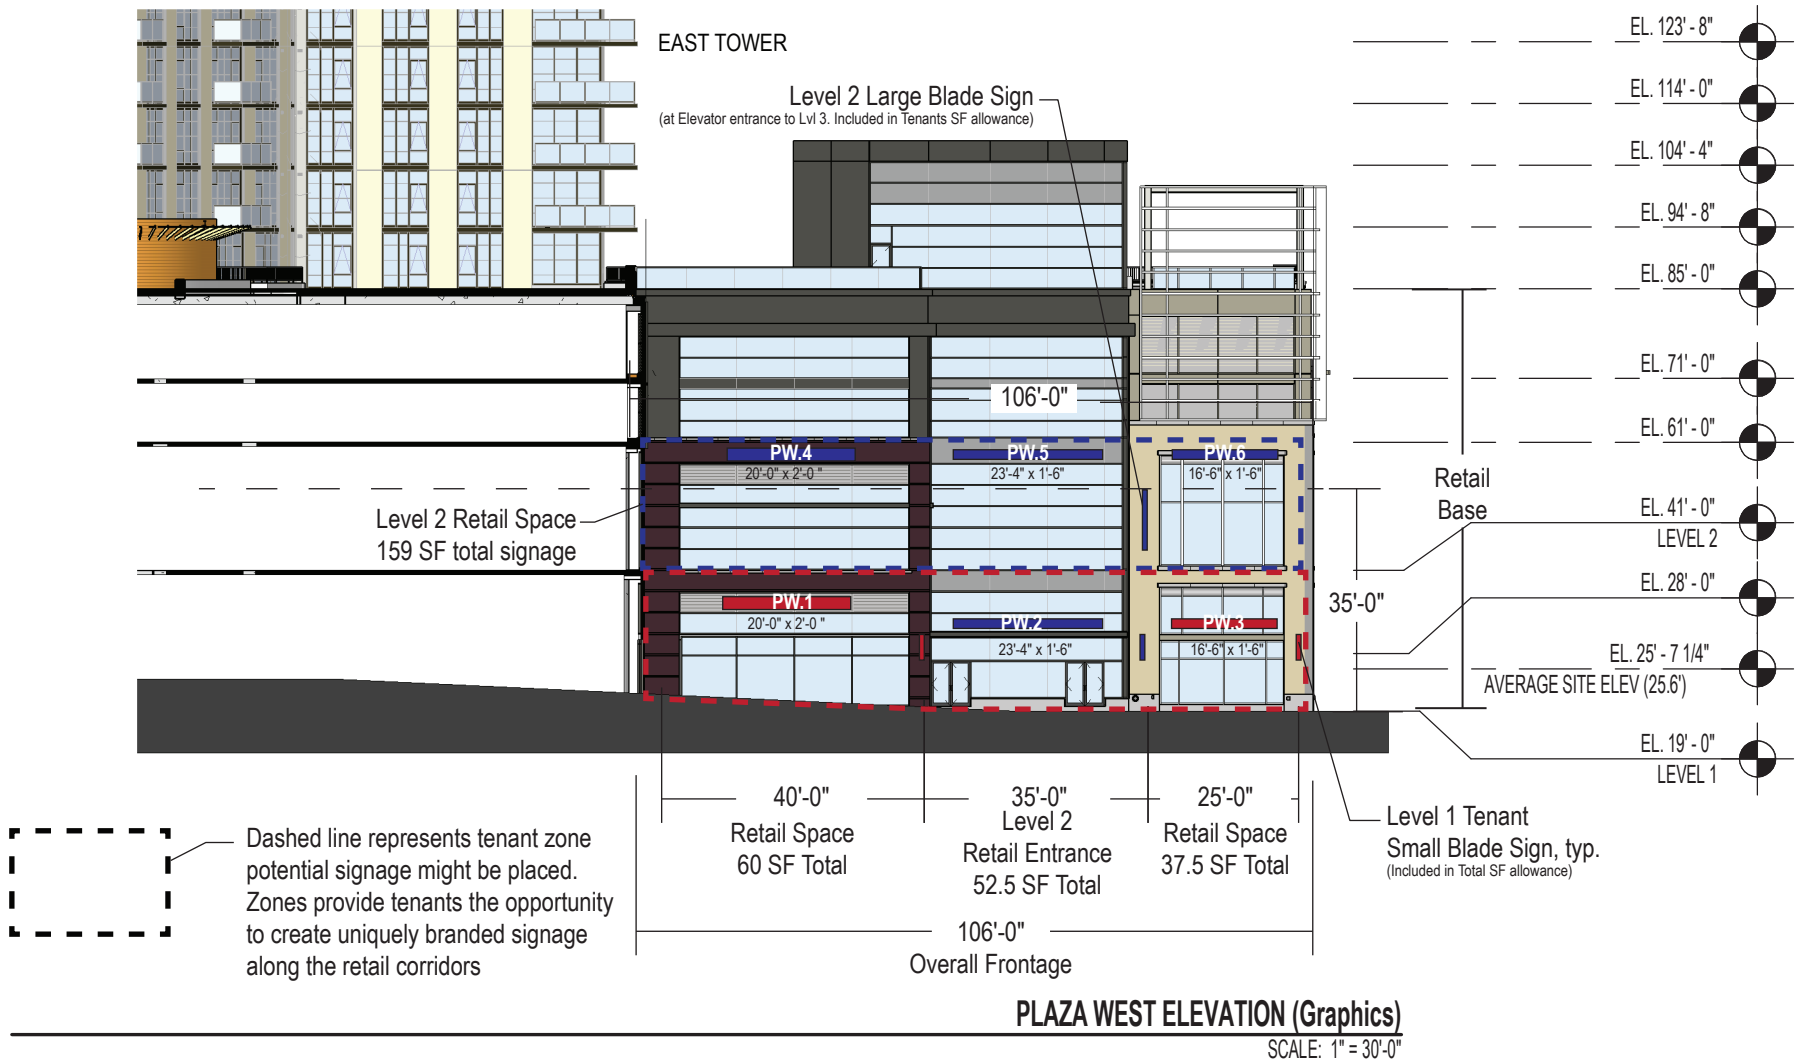 EAST TOWER
Level 2 Large Blade Sign
(at Elevator entrance to Lvl 3. Included in Tenants SF allowance)
EL. 123' - 8"
EL. 114' - 0"
EL. 104' - 4"
EL. 94' - 8"
EL. 85' - 0"
EL. 71' - 0"
EL. 61' - 0"
106'-0"
PW.4
20'-0" x 2'-0 "
PW.5
23'-4" x 1'-6"
PW.6
16'-6" x 1'-6"
Retail
Base
Level 2 Retail Space
159 SF total signage
EL. 41' - 0"
LEVEL 2
EL. 28' - 0"
35'-0"
PW.1
20'-0" x 2'-0 "
PW.2
23'-4" x 1'-6"
PW.3
16'-6" x 1'-6"
EL. 25' - 7 1/4"
AVERAGE SITE ELEV (25.6')
EL. 19' - 0"
LEVEL 1
40'-0"
Retail Space
60 SF Total
35'-0"
Level 2
Retail Entrance
52.5 SF Total
25'-0"
Retail Space
37.5 SF Total
Level 1 Tenant
Small Blade Sign, typ.
(Included in Total SF allowance)
Dashed line represents tenant zone
potential signage might be placed.
Zones provide tenants the opportunity
to create uniquely branded signage
along the retail corridors
106'-0"
Overall Frontage
PLAZA WEST ELEVATION (Graphics)
SCALE: 1" = 30'-0"